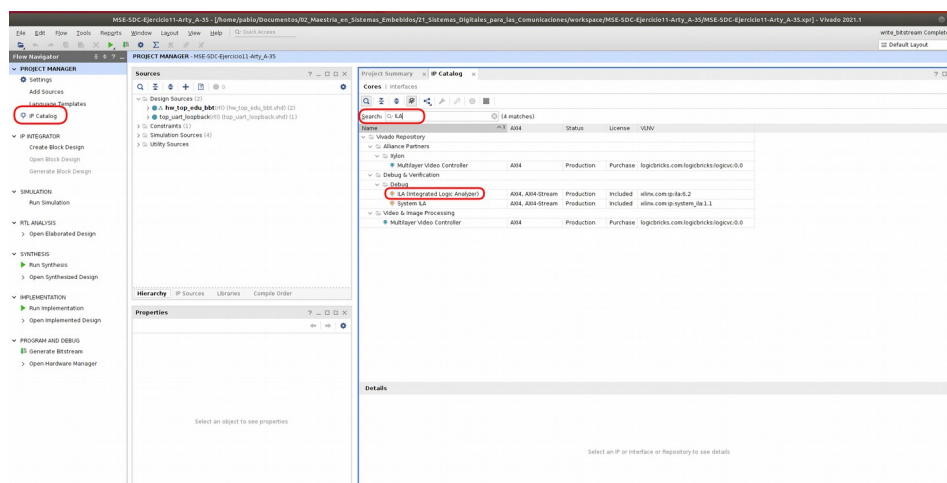 MSE-SDC-Ejercicio11-Arty_A-35 - [/home/pablo/Documentos/02_Maestria_en_Sistemas_Embebidos/21_Sistemas_Digitales_para_las_Comunicaciones/workspace/MSE-SDC-Ejercicio11-Arty_A-35/MSE-SDC-Ejercicio11-Arty_A-35.xpr] - Vivado 2021.1
File Edit Flow Tools Reports Window Layout View Help Q- Quick Access
write_bitstream Complete
Default Layout
Flow Navigator
PROJECT MANAGER - MSE-SDC-Ejercicio11-Arty_A-35
PROJECT MANAGER
Settings
Add Sources
Language Templates
IP Catalog
IP INTEGRATOR
Create Block Design
Open Block Design
Generate Block Design
SIMULATION
Run Simulation
RTL ANALYSIS
Open Elaborated Design
SYNTHESIS
Run Synthesis
Open Synthesized Design
IMPLEMENTATION
Run Implementation
Open Implemented Design
PROGRAM AND DEBUG
Generate Bitstream
Open Hardware Manager
Sources
Design Sources (2)
hw_top_edu_bbt(rtl) (hw_top_edu_bbt.vhd) (2)
top_uart_loopback(rtl) (top_uart_loopback.vhd) (1)
Constraints (1)
Simulation Sources (4)
Utility Sources
Hierarchy IP Sources Libraries Compile Order
Properties
Select an object to see properties
Project Summary IP Catalog
Cores | Interfaces
Search: Q- ILA (4 matches)
Name AXI4 Status License VLNV
Vivado Repository
Alliance Partners
Xylon
Multilayer Video Controller AXI4 Production Purchase logicbricks.com:logicbricks:logicvc:0.0
Debug & Verification
Debug
ILA (Integrated Logic Analyzer) AXI4, AXI4-Stream Production Included xilinx.com:ip:ila:6.2
System ILA AXI4, AXI4-Stream Production Included xilinx.com:ip:system_ila:1.1
Video & Image Processing
Multilayer Video Controller AXI4 Production Purchase logicbricks.com:logicbricks:logicvc:0.0
Details
Select an IP or Interface or Repository to see details